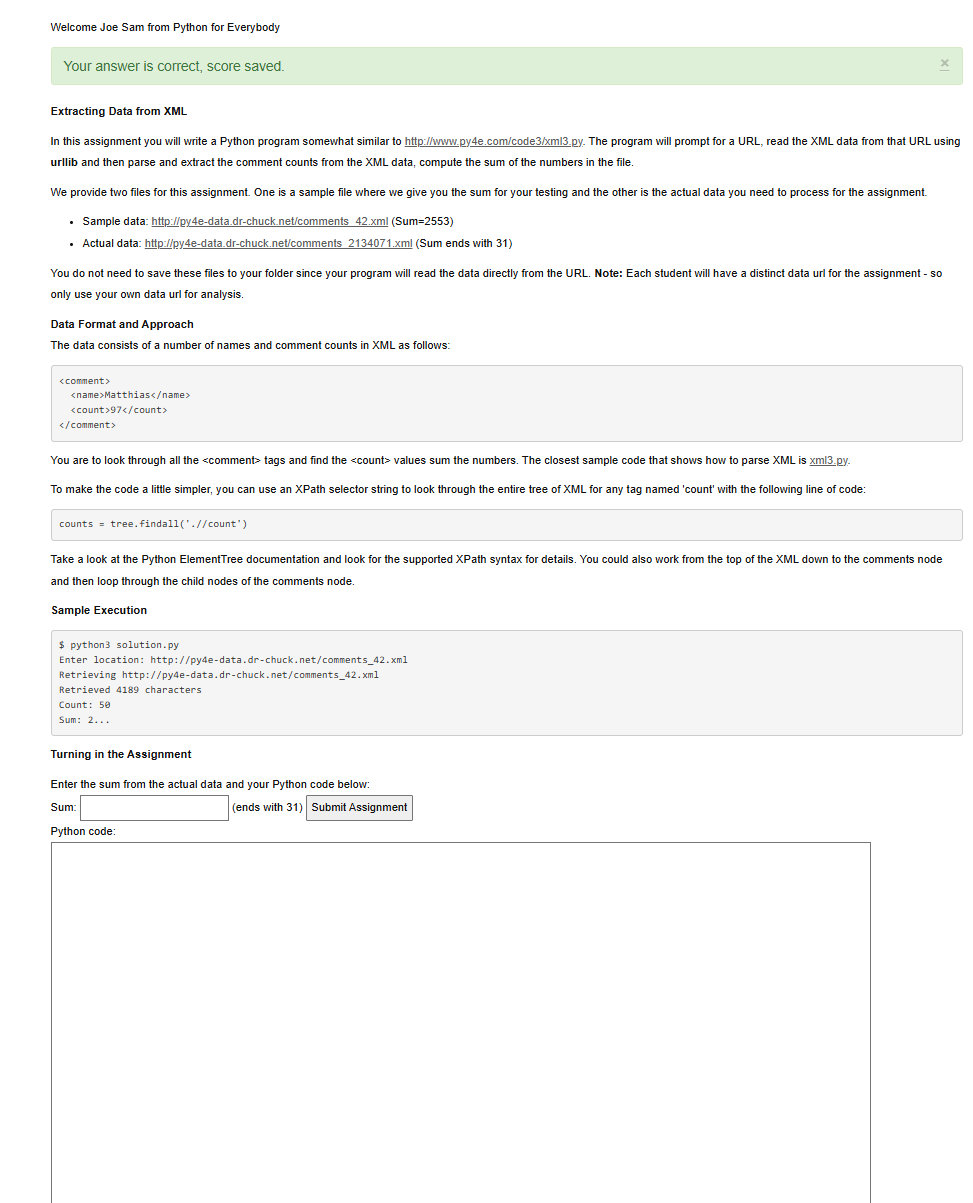 Welcome Joe Sam from Python for Everybody
Your answer is correct, score saved.
×
Extracting Data from XML
In this assignment you will write a Python program somewhat similar to http://www.py4e.com/code3/xml3.py. The program will prompt for a URL, read the XML data from that URL using
urllib and then parse and extract the comment counts from the XML data, compute the sum of the numbers in the file.
We provide two files for this assignment. One is a sample file where we give you the sum for your testing and the other is the actual data you need to process for the assignment.
• Sample data: http://py4e-data.dr-chuck.net/comments_42.xml (Sum=2553)
• Actual data: http://py4e-data.dr-chuck.net/comments_2134071.xml (Sum ends with 31)
You do not need to save these files to your folder since your program will read the data directly from the URL. Note: Each student will have a distinct data url for the assignment - so
only use your own data url for analysis.
Data Format and Approach
The data consists of a number of names and comment counts in XML as follows:
<comment>
  <name>Matthias</name>
  <count>97</count>
</comment>
You are to look through all the <comment> tags and find the <count> values sum the numbers. The closest sample code that shows how to parse XML is xml3.py.
To make the code a little simpler, you can use an XPath selector string to look through the entire tree of XML for any tag named 'count' with the following line of code:
counts = tree.findall('.//count')
Take a look at the Python ElementTree documentation and look for the supported XPath syntax for details. You could also work from the top of the XML down to the comments node
and then loop through the child nodes of the comments node.
Sample Execution
$ python3 solution.py
Enter location: http://py4e-data.dr-chuck.net/comments_42.xml
Retrieving http://py4e-data.dr-chuck.net/comments_42.xml
Retrieved 4189 characters
Count: 50
Sum: 2...
Turning in the Assignment
Enter the sum from the actual data and your Python code below:
Sum: (ends with 31) Submit Assignment
Python code: